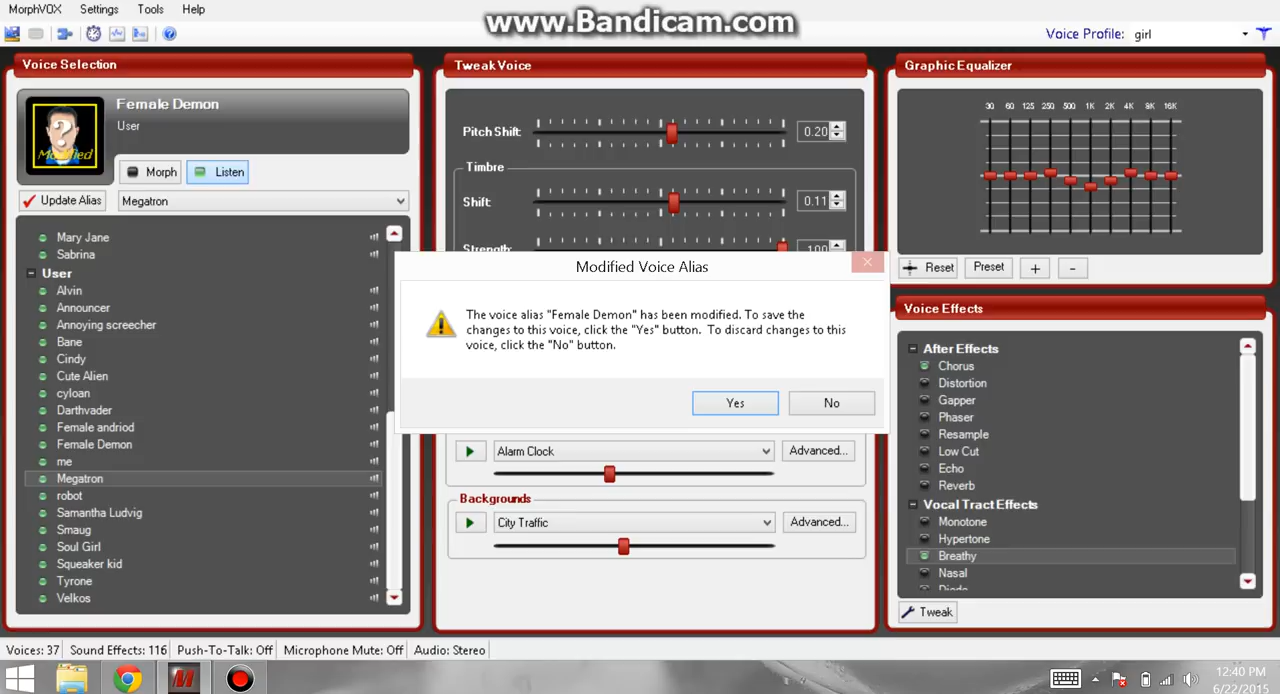 MorphVOX Settings Tools Help
www.Bandicam.com
Voice Profile: girl
Voice Selection
Female Demon
User
Modified
Morph Listen
Update Alias Megatron
Mary Jane
Sabrina
User
Alvin
Announcer
Annoying screecher
Bane
Cindy
Cute Alien
cyloan
Darthvader
Female andriod
Female Demon
me
Megatron
robot
Samantha Ludvig
Smaug
Soul Girl
Squeaker kid
Tyrone
Velkos
Tweak Voice
Pitch Shift: 0.20
Timbre
Shift: 0.11
Strength: 100
Modified Voice Alias
The voice alias "Female Demon" has been modified. To save the
changes to this voice, click the "Yes" button. To discard changes to this
voice, click the "No" button.
Yes No
Alarm Clock Advanced...
Backgrounds
City Traffic Advanced...
Graphic Equalizer
30 60 125 250 500 1K 2K 4K 8K 16K
Reset Preset + -
Voice Effects
After Effects
Chorus
Distortion
Gapper
Phaser
Resample
Low Cut
Echo
Reverb
Vocal Tract Effects
Monotone
Hypertone
Breathy
Nasal
Tweak
Voices: 37 Sound Effects: 116 Push-To-Talk: Off Microphone Mute: Off Audio: Stereo
12:40 PM
6/22/2015